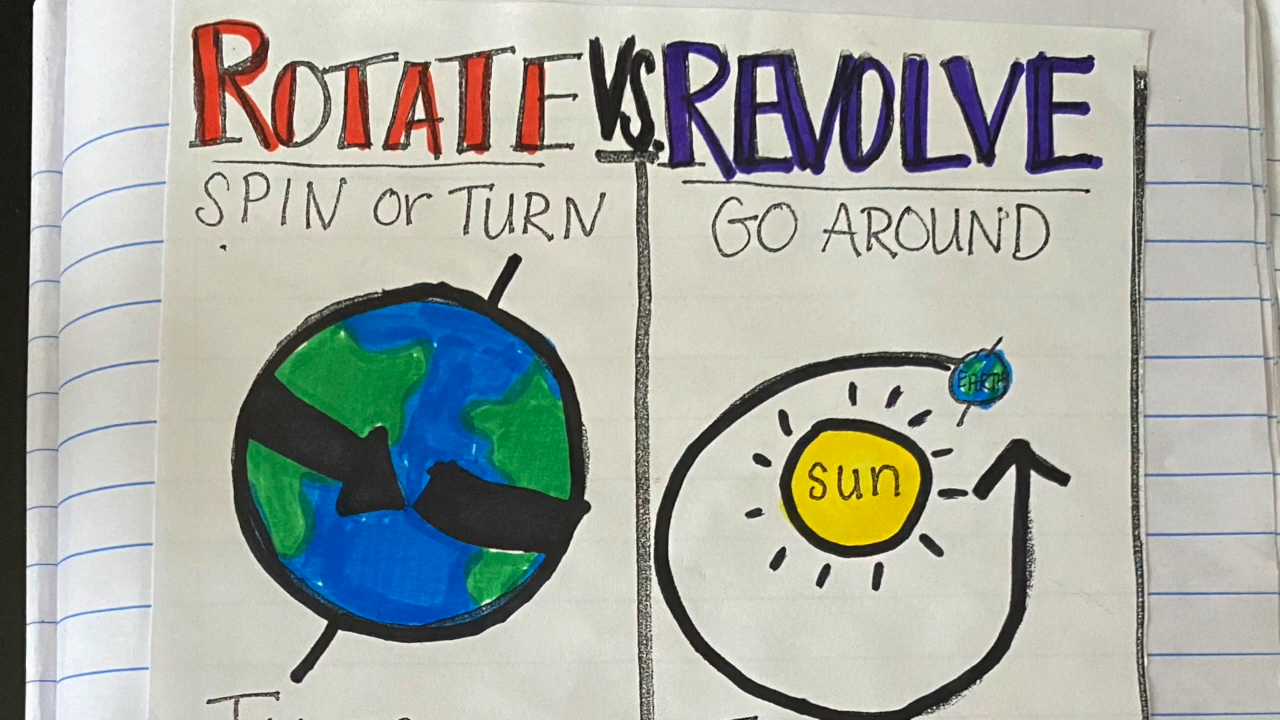 ROTATE VS. REVOLVE
SPIN or TURN
GO AROUND
EARTH
sun